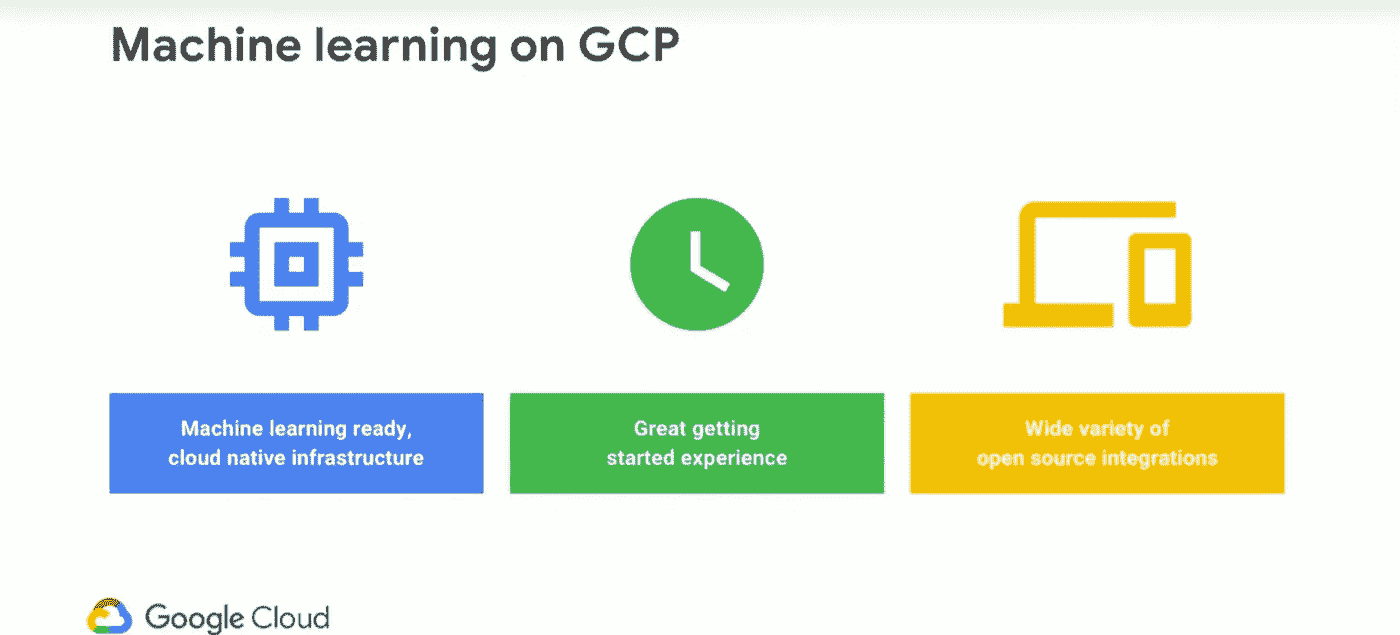 Machine learning on GCP
Machine learning ready,
cloud native infrastructure
Great getting
started experience
Wide variety of
open source integrations
Google Cloud